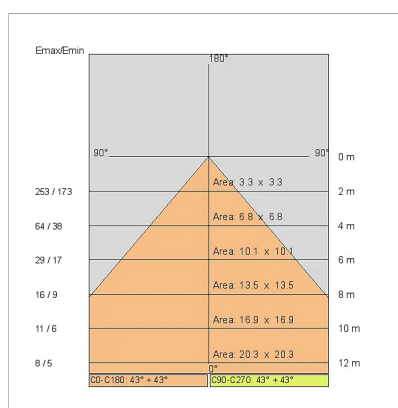 Emax/Emin
180°
90° 90° 0 m
Area: 3.3 x 3.3
253 / 173 2 m
Area: 6.8 x 6.8
64 / 38 4 m
Area: 10.1 x 10.1
29 / 17 6 m
Area: 13.5 x 13.5
16 / 9 8 m
Area: 16.9 x 16.9
11 / 6 10 m
Area: 20.3 x 20.3
8 / 5 12 m
0°
C0-C180: 43° + 43° C90-C270: 43° + 43°